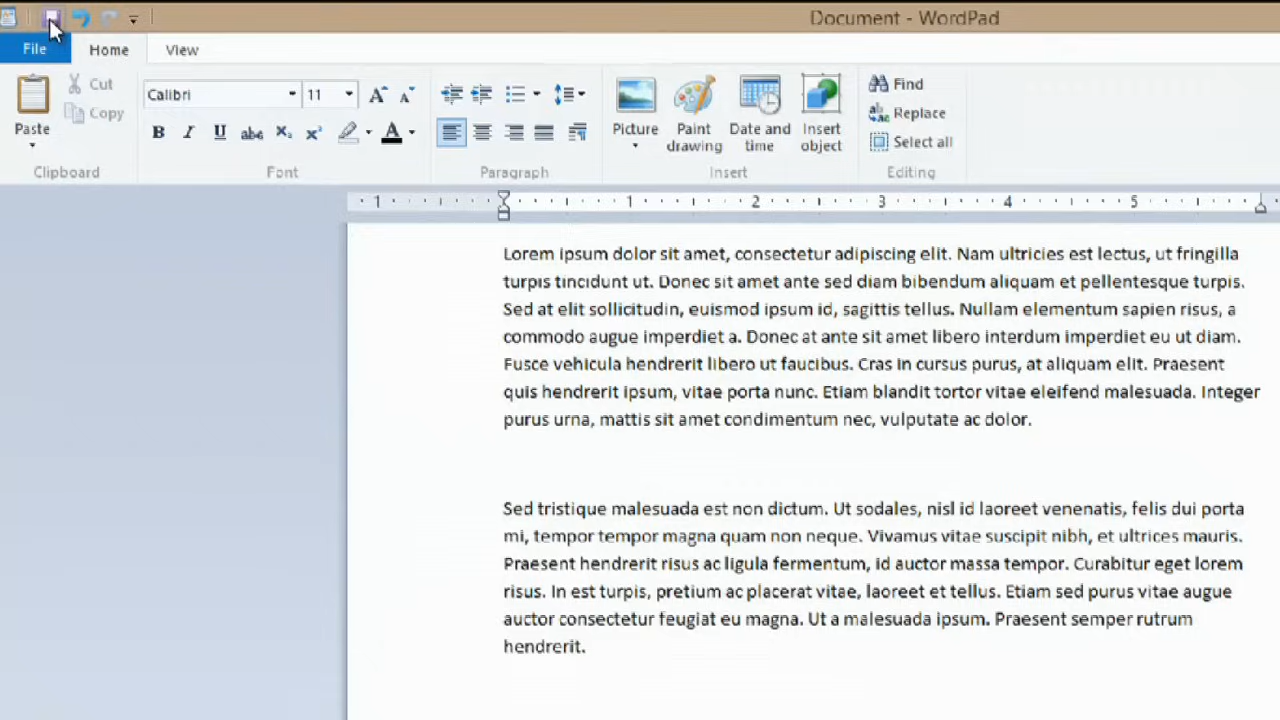 Document - WordPad
File Home View
Paste Cut Copy Calibri 11 Picture Paint drawing Date and time Insert object Find Replace Select all
Clipboard Font Paragraph Insert Editing
1 1 2 3 4 5
Lorem ipsum dolor sit amet, consectetur adipiscing elit. Nam ultricies est lectus, ut fringilla
turpis tincidunt ut. Donec sit amet ante sed diam bibendum aliquam et pellentesque turpis.
Sed at elit sollicitudin, euismod ipsum id, sagittis tellus. Nullam elementum sapien risus, a
commodo augue imperdiet a. Donec at ante sit amet libero interdum imperdiet eu ut diam.
Fusce vehicula hendrerit libero ut faucibus. Cras in cursus purus, at aliquam elit. Praesent
quis hendrerit ipsum, vitae porta nunc. Etiam blandit tortor vitae eleifend malesuada. Integer
purus urna, mattis sit amet condimentum nec, vulputate ac dolor.
Sed tristique malesuada est non dictum. Ut sodales, nisl id laoreet venenatis, felis dui porta
mi, tempor tempor magna quam non neque. Vivamus vitae suscipit nibh, et ultrices mauris.
Praesent hendrerit risus ac ligula fermentum, id auctor massa tempor. Curabitur eget lorem
risus. In est turpis, pretium ac placerat vitae, laoreet et tellus. Etiam sed purus vitae augue
auctor consectetur feugiat eu magna. Ut a malesuada ipsum. Praesent semper rutrum
hendrerit.